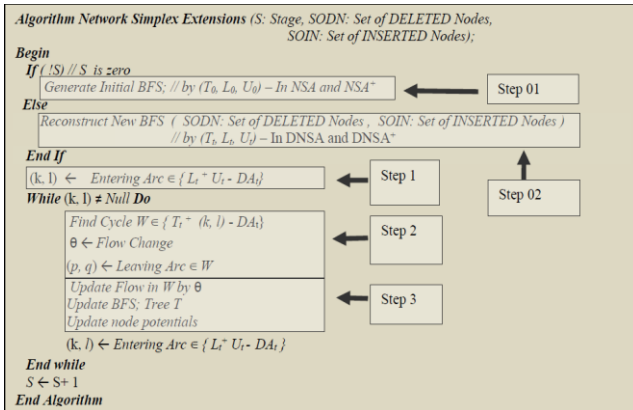 Algorithm Network Simplex Extensions (S: Stage, SODN: Set of DELETED Nodes,
SOIN: Set of INSERTED Nodes);
Begin
If ( !S) // S is zero
Generate Initial BFS; // by (T0, L0, U0) – In NSA and NSA+
Step 01
Else
Reconstruct New BFS ( SODN: Set of DELETED Nodes , SOIN: Set of INSERTED Nodes )
// by (Tt, Lt, Ut) – In DNSA and DNSA+
End If
Step 02
(k, l) ← Entering Arc ∈ { Lt + Ut - DAt}
Step 1
While (k, l) ≠ Null Do
Find Cycle W ∈ { Tt + (k, l) - DAt}
θ ← Flow Change
(p, q) ← Leaving Arc ∈ W
Step 2
Update Flow in W by θ
Update BFS; Tree T
Update node potentials
Step 3
(k, l) ← Entering Arc ∈ { Lt + Ut - DAt }
End while
S ← S+ 1
End Algorithm